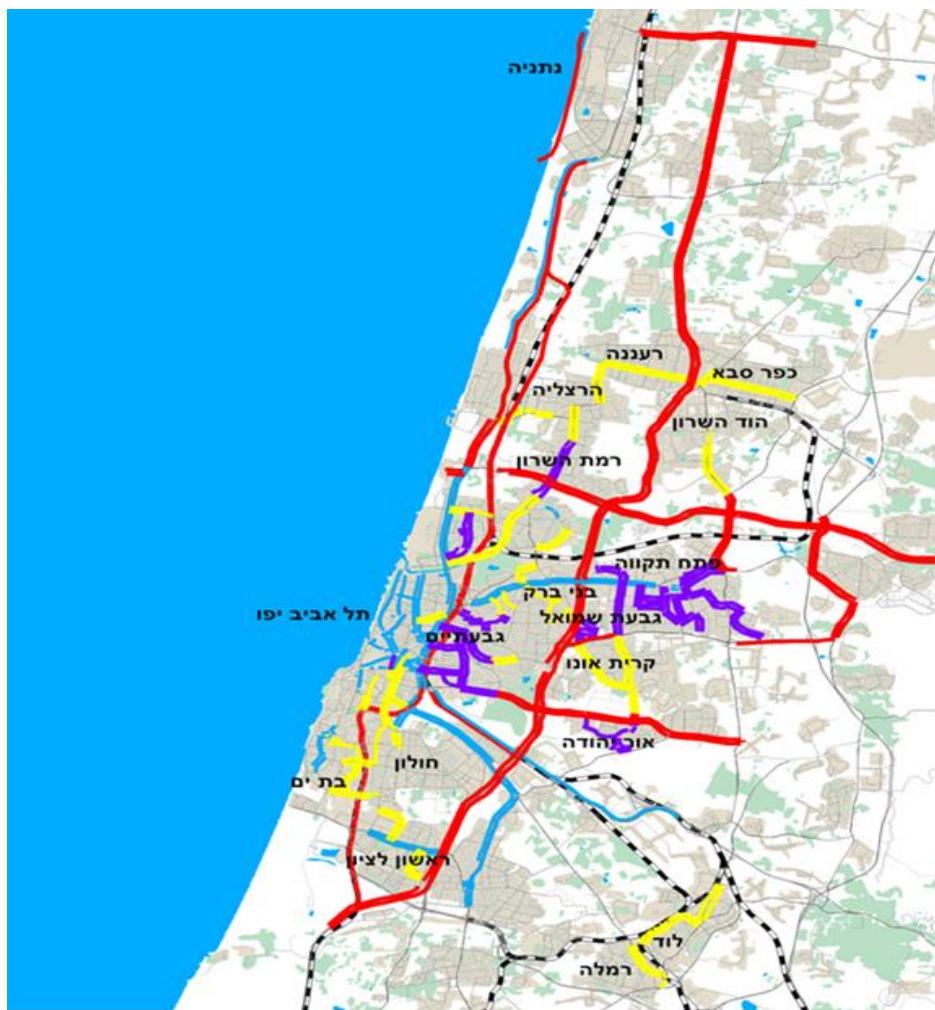 נתניה
רעננה
כפר סבא
הרצליה
הוד השרון
רמת השרון
פתח תקווה
בני ברק
תל אביב יפו
גבעת שמואל
גבעתיים
קרית אונו
אור יהודה
חולון
בת ים
ראשון לציון
לוד
רמלה